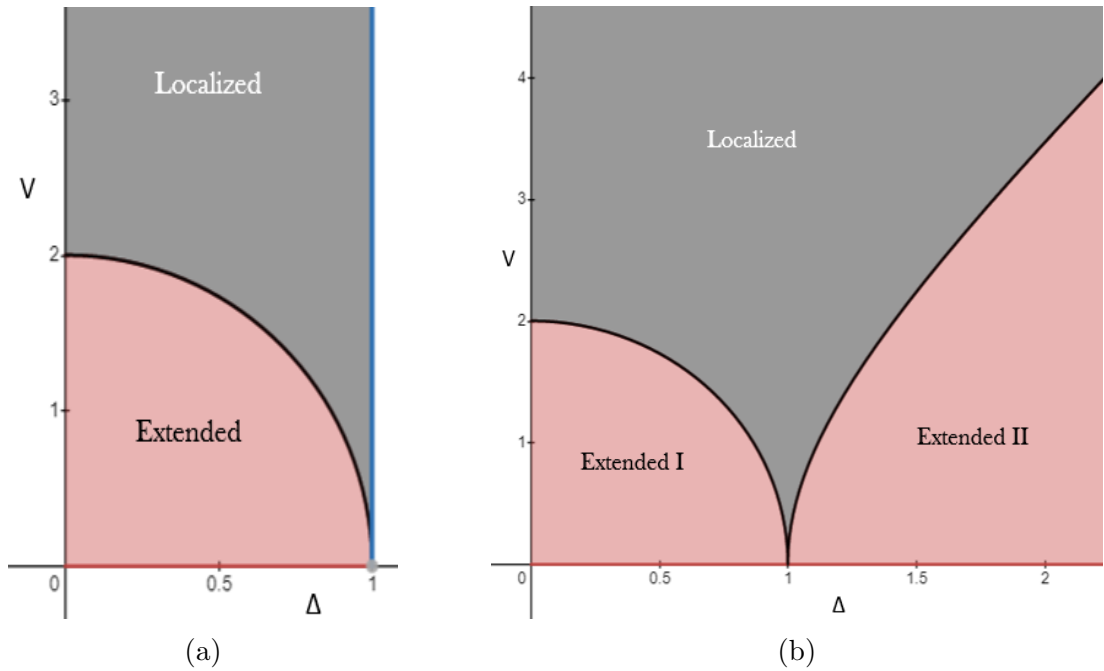 Localized
3
V
2
1
Extended
0
0.5
1
Δ
(a)
4
Localized
3
V
2
1
Extended I
Extended II
0
0.5
1
1.5
2
Δ
(b)